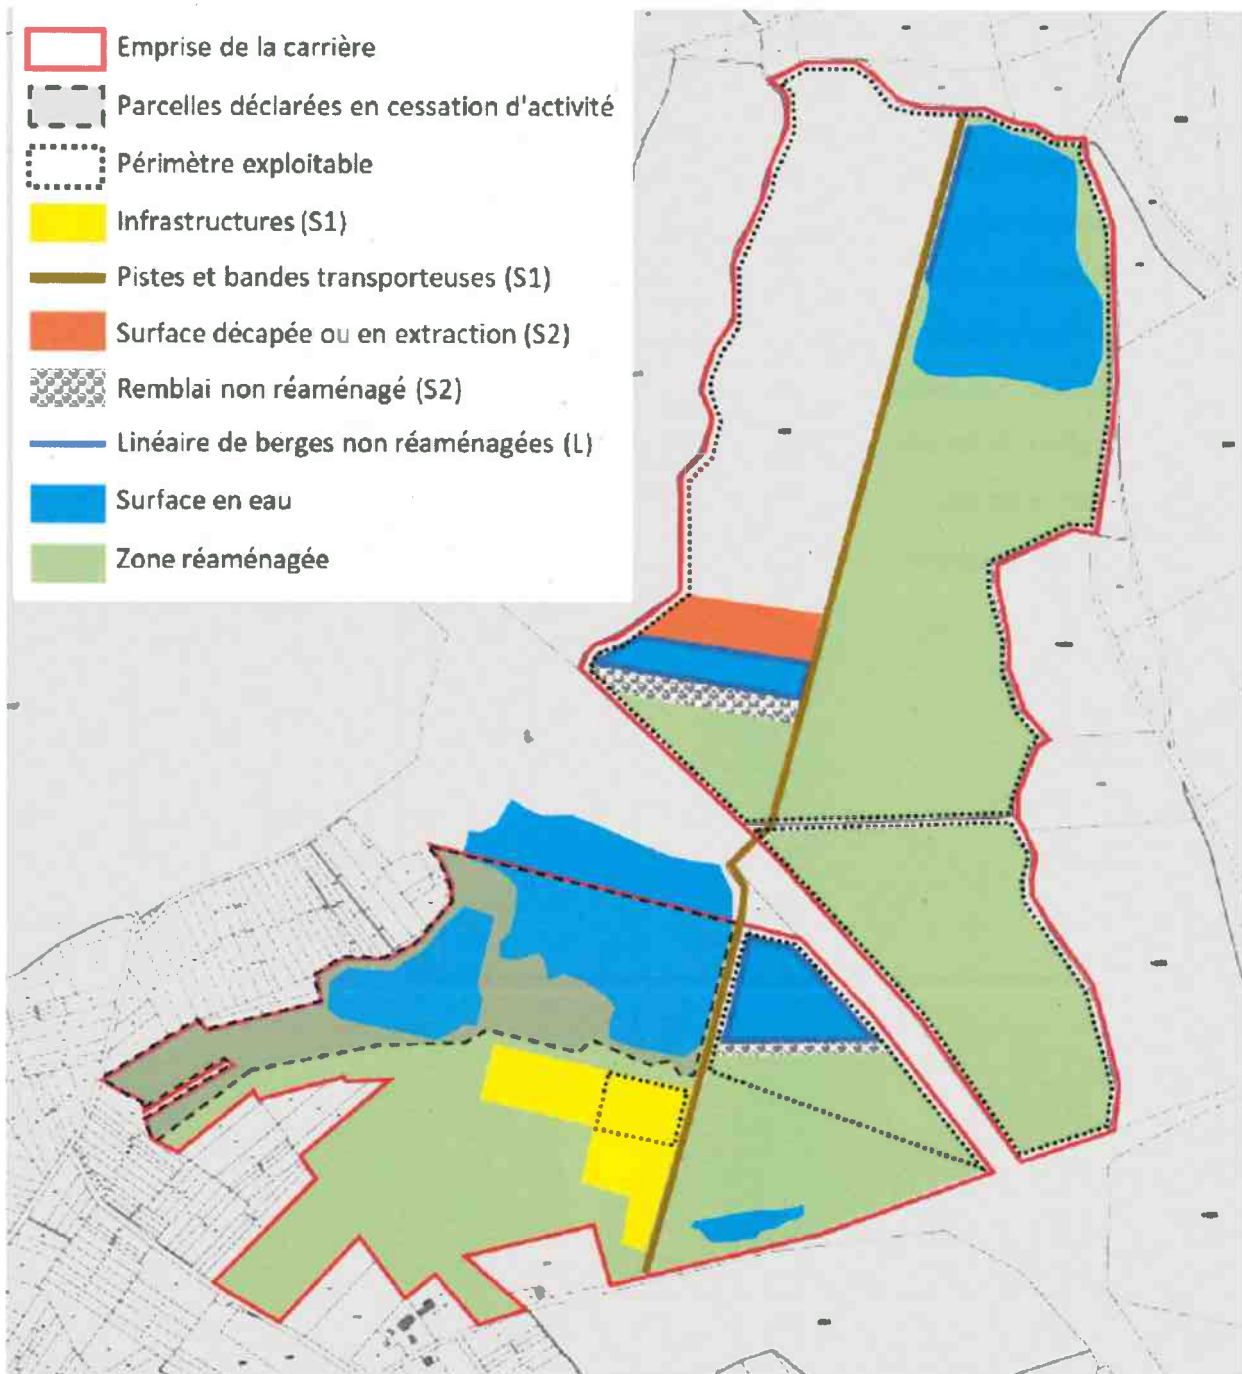 Emprise de la carrière
Parcelles déclarées en cessation d'activité
Périmètre exploitable
Infrastructures (S1)
Pistes et bandes transporteuses (S1)
Surface décapée ou en extraction (S2)
Remblai non réaménagé (S2)
Linéaire de berges non réaménagées (L)
Surface en eau
Zone réaménagée